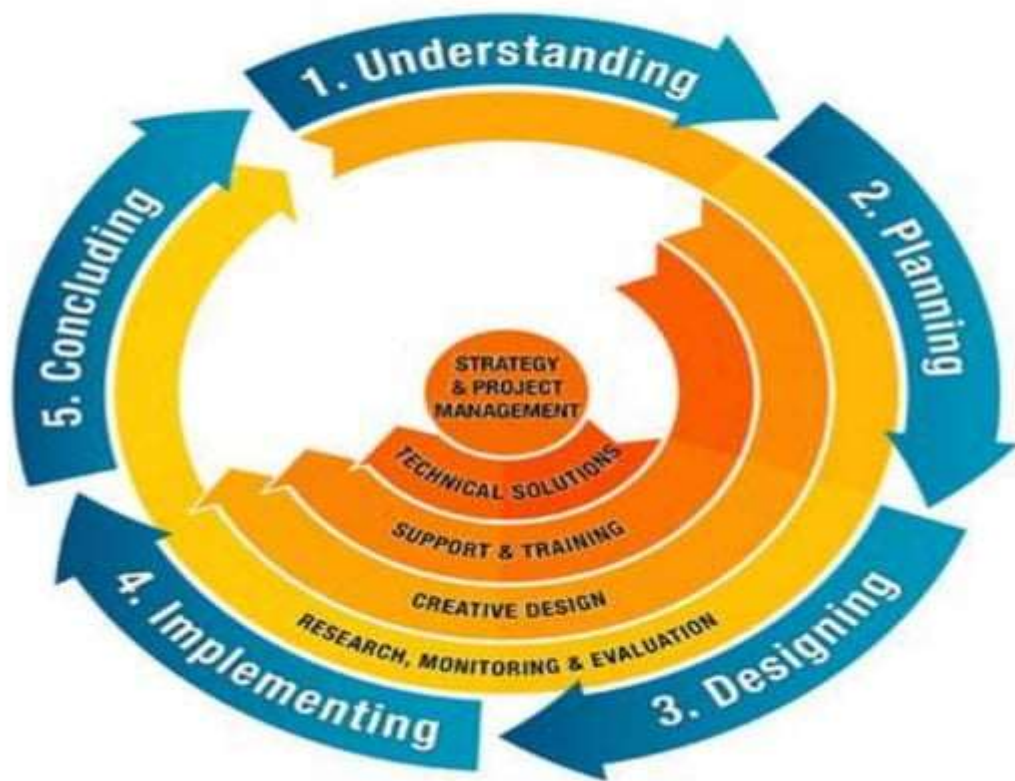 1. Understanding
2. Planning
3. Designing
4. Implementing
5. Concluding
STRATEGY
& PROJECT
MANAGEMENT
TECHNICAL SOLUTIONS
SUPPORT & TRAINING
CREATIVE DESIGN
RESEARCH, MONITORING & EVALUATION